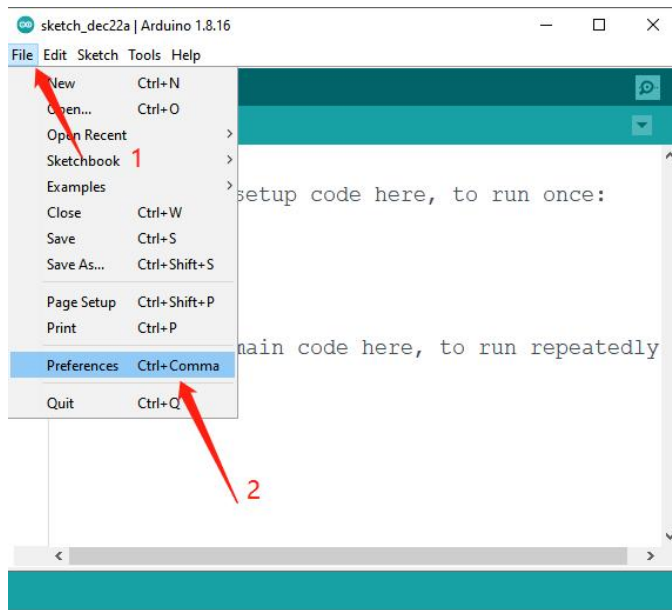 sketch_dec22a | Arduino 1.8.16
File Edit Sketch Tools Help
New Ctrl+N
Open... Ctrl+O
Open Recent
Sketchbook
1
Examples
setup code here, to run once:
Close Ctrl+W
Save Ctrl+S
Save As... Ctrl+Shift+S
Page Setup Ctrl+Shift+P
Print Ctrl+P
main code here, to run repeatedly
Preferences Ctrl+Comma
Quit Ctrl+Q
2